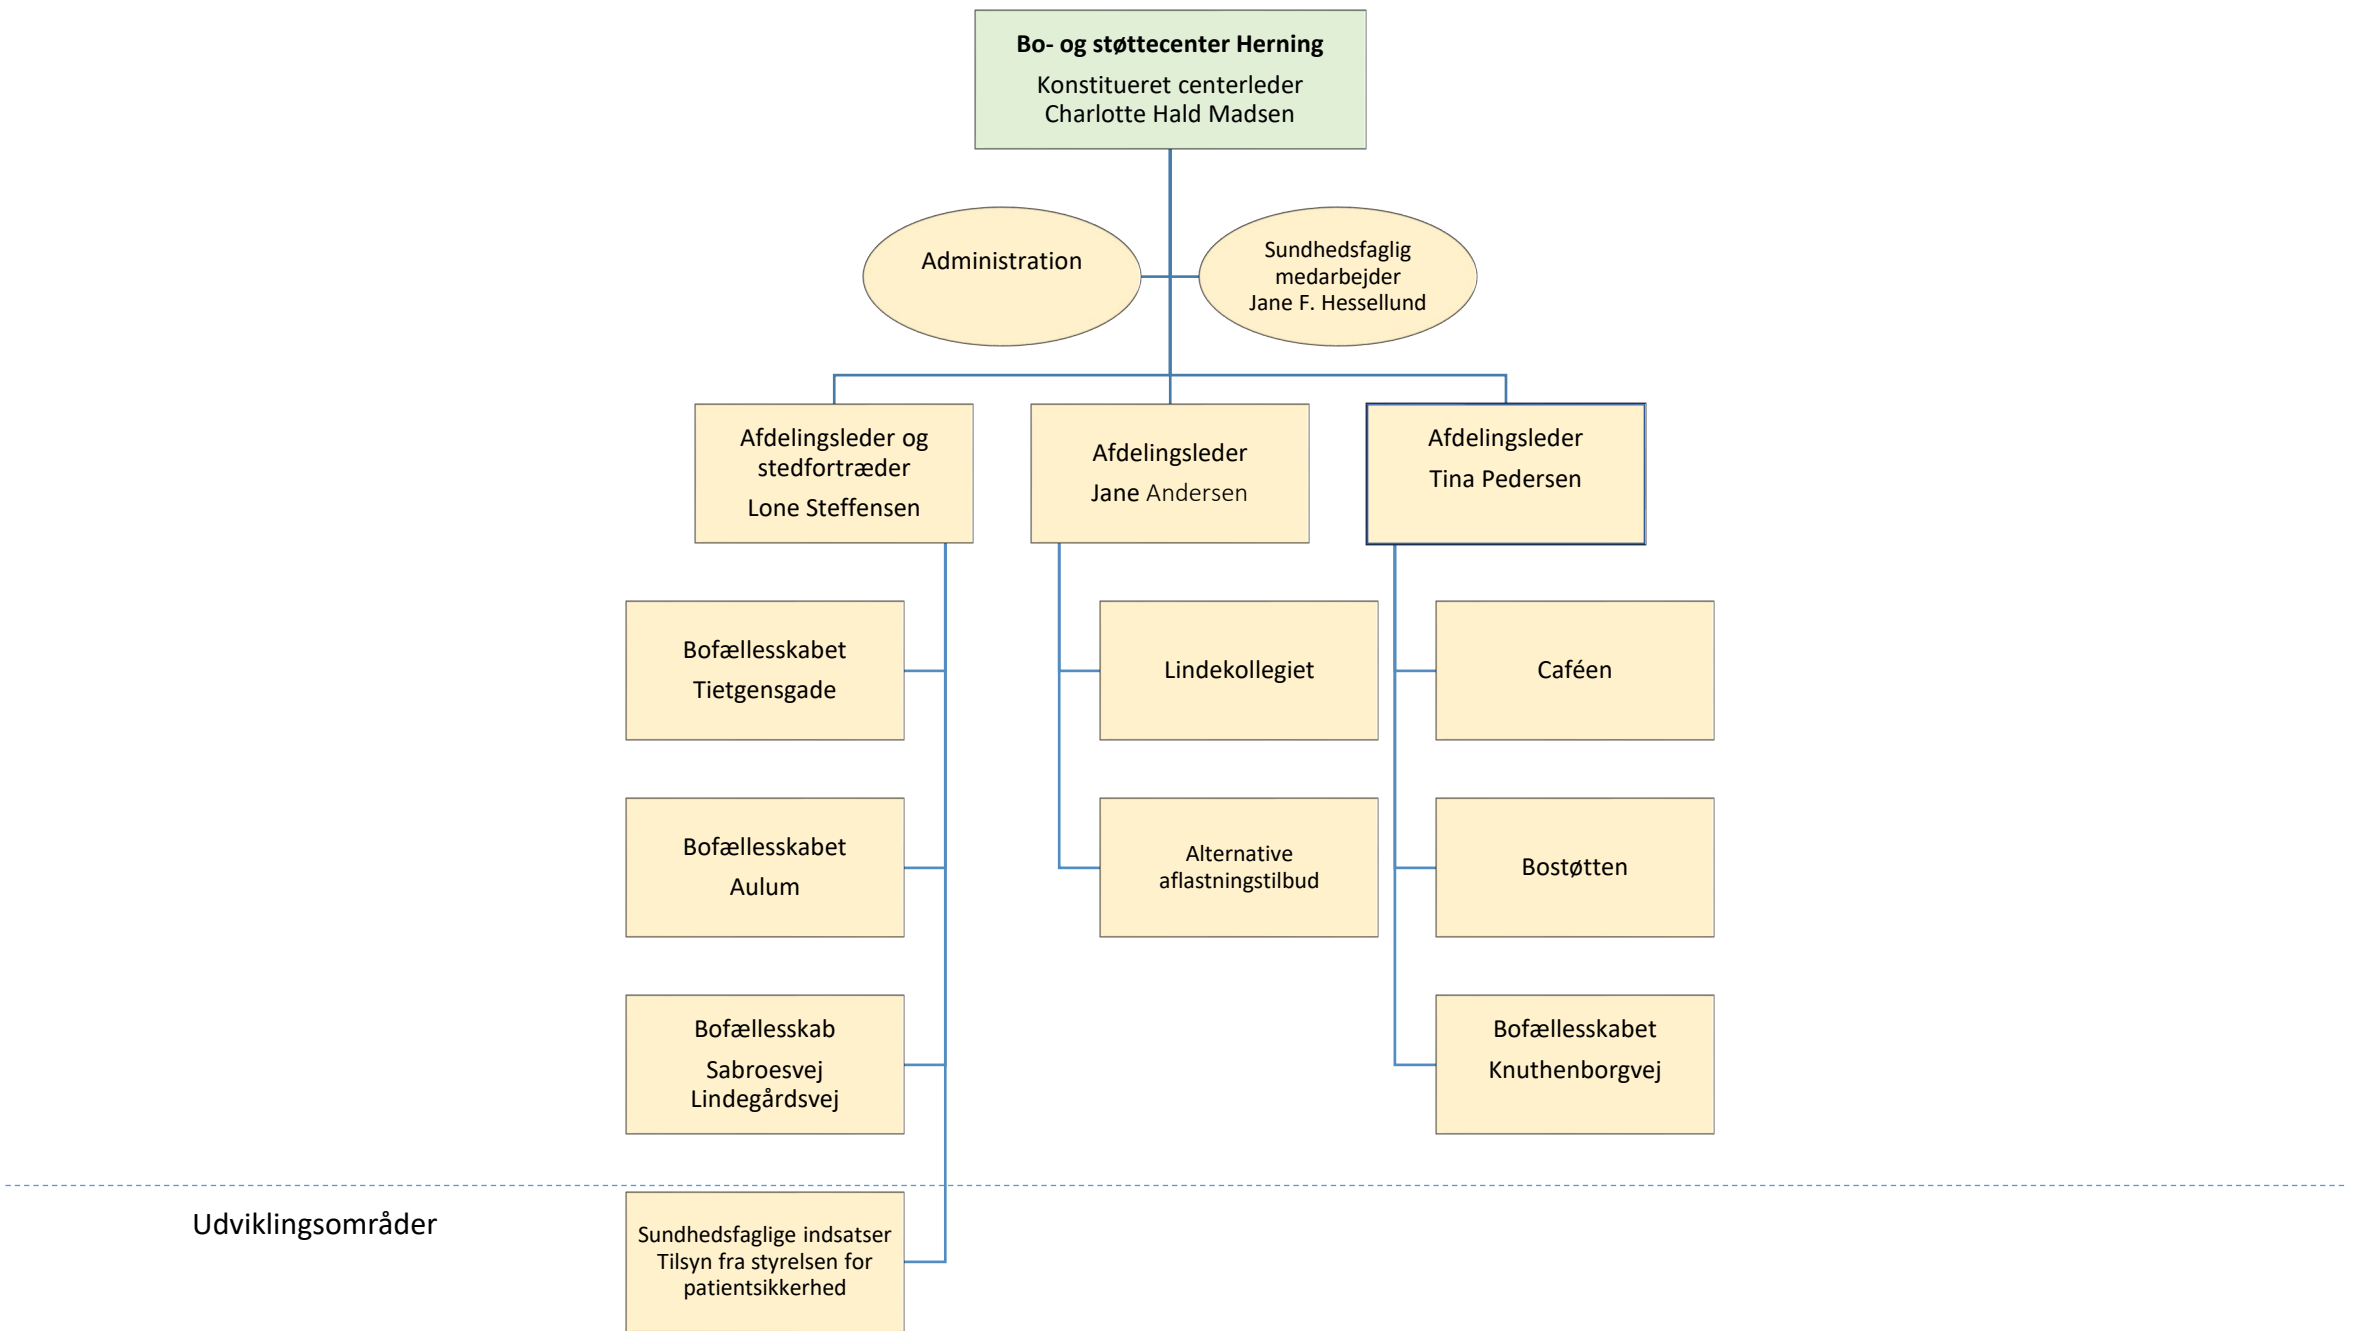 Bo- og støttecenter Herning
Konstitueret centerleder
Charlotte Hald Madsen
Administration
Sundhedsfaglig
medarbejder
Jane F. Hessellund
Afdelingsleder og
stedfortræder
Lone Steffensen
Afdelingsleder
Jane Andersen
Afdelingsleder
Tina Pedersen
Bofællesskabet
Tietgensgade
Lindekollegiet
Caféen
Bofællesskabet
Aulum
Alternative
aflastningstilbud
Bostøtten
Bofællesskab
Sabroesvej
Lindegårdsvej
Bofællesskabet
Knuthenborgvej
Udviklingsområder
Sundhedsfaglige indsatser
Tilsyn fra styrelsen for
patientsikkerhed